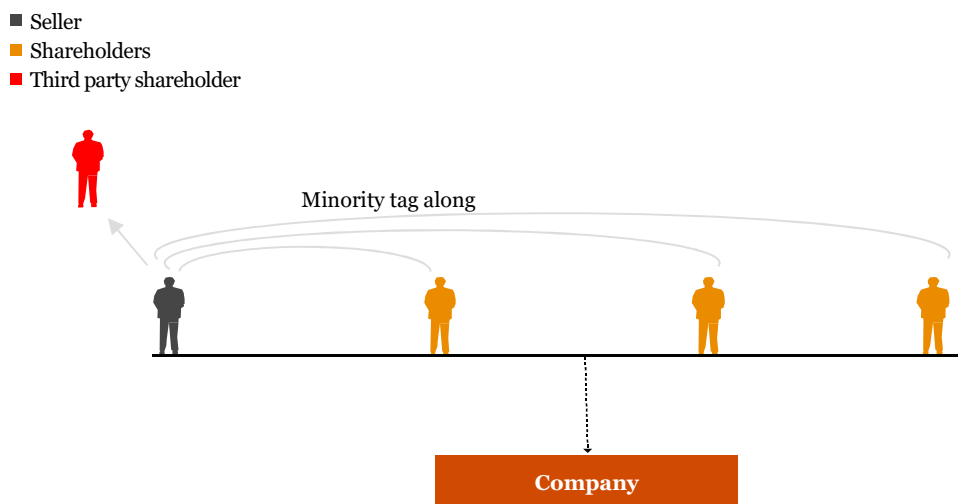 Seller
Shareholders
Third party shareholder
Minority tag along
Company